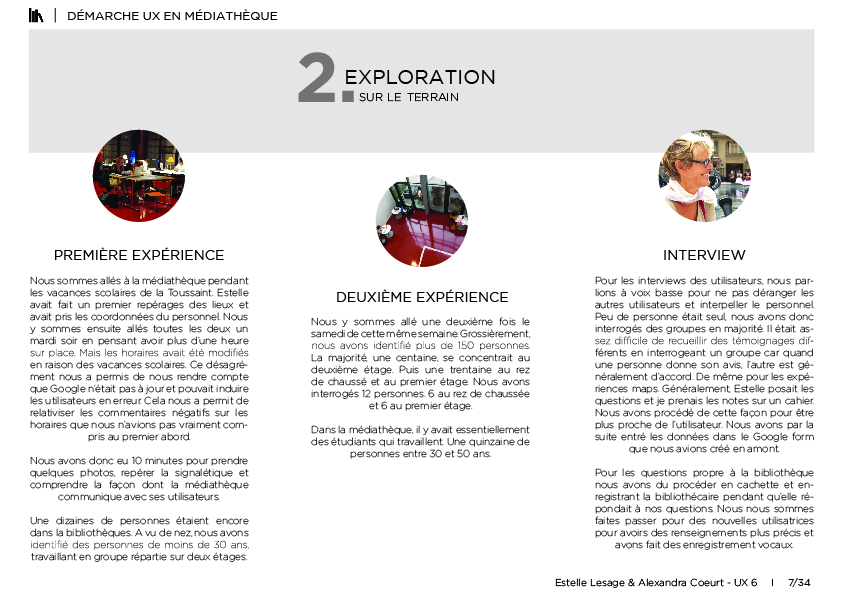 DÉMARCHE UX EN MÉDIATHÈQUE
2.
EXPLORATION
SUR LE TERRAIN
PREMIÈRE EXPÉRIENCE
Nous sommes allés à la médiathèque pendant
les vacances scolaires de la Toussaint. Estelle
avait fait un premier repérages des lieux et
avait pris les coordonnées du personnel. Nous
y sommes ensuite allés toutes les deux un
mardi soir en pensant avoir plus d'une heure
sur place. Mais les horaires avait été modifiés
en raison des vacances scolaires. Ce désagré-
ment nous a permis de nous rendre compte
que Google n'était pas à jour et pouvait induire
les utilisateurs en erreur. Cela nous a permit de
relativiser les commentaires négatifs sur les
horaires que nous n'avions pas vraiment com-
pris au premier abord.
Nous avons donc eu 10 minutes pour prendre
quelques photos, repérer la signalétique et
comprendre la façon dont la médiathèque
communique avec ses utilisateurs.
Une dizaines de personnes étaient encore
dans la bibliothèques. A vu de nez, nous avons
identifié des personnes de moins de 30 ans,
travaillant en groupe répartie sur deux étages.
DEUXIÈME EXPÉRIENCE
Nous y sommes allé une deuxième fois le
samedi de cette même semaine. Grossièrement,
nous avons identifié plus de 150 personnes.
La majorité, une centaine, se concentrait au
deuxième étage. Puis une trentaine au rez
de chaussé et au premier étage. Nous avons
interrogés 12 personnes. 6 au rez de chaussée
et 6 au premier étage.
Dans la médiathèque, il y avait essentiellement
des étudiants qui travaillent. Une quinzaine de
personnes entre 30 et 50 ans.
INTERVIEW
Pour les interviews des utilisateurs, nous par-
lions à voix basse pour ne pas déranger les
autres utilisateurs et interpeller le personnel.
Peu de personne était seul, nous avons donc
interrogés des groupes en majorité. Il était as-
sez difficile de recueillir des témoignages dif-
férents en interrogeant un groupe car quand
une personne donne son avis, l'autre est gé-
néralement d'accord. De même pour les expé-
riences maps. Généralement, Estelle posait les
questions et je prenais les notes sur un cahier.
Nous avons procédé de cette façon pour être
plus proche de l'utilisateur. Nous avons par la
suite entré les données dans le Google form
que nous avions créé en amont.
Pour les questions propre à la bibliothèque
nous avons du procéder en cachette et en-
registrant la bibliothécaire pendant qu'elle ré-
pondait à nos questions. Nous nous sommes
faites passer pour des nouvelles utilisatrices
pour avoirs des renseignements plus précis et
avons fait des enregistrement vocaux.
Estelle Lesage & Alexandra Coeurt - UX 6 I 7/34